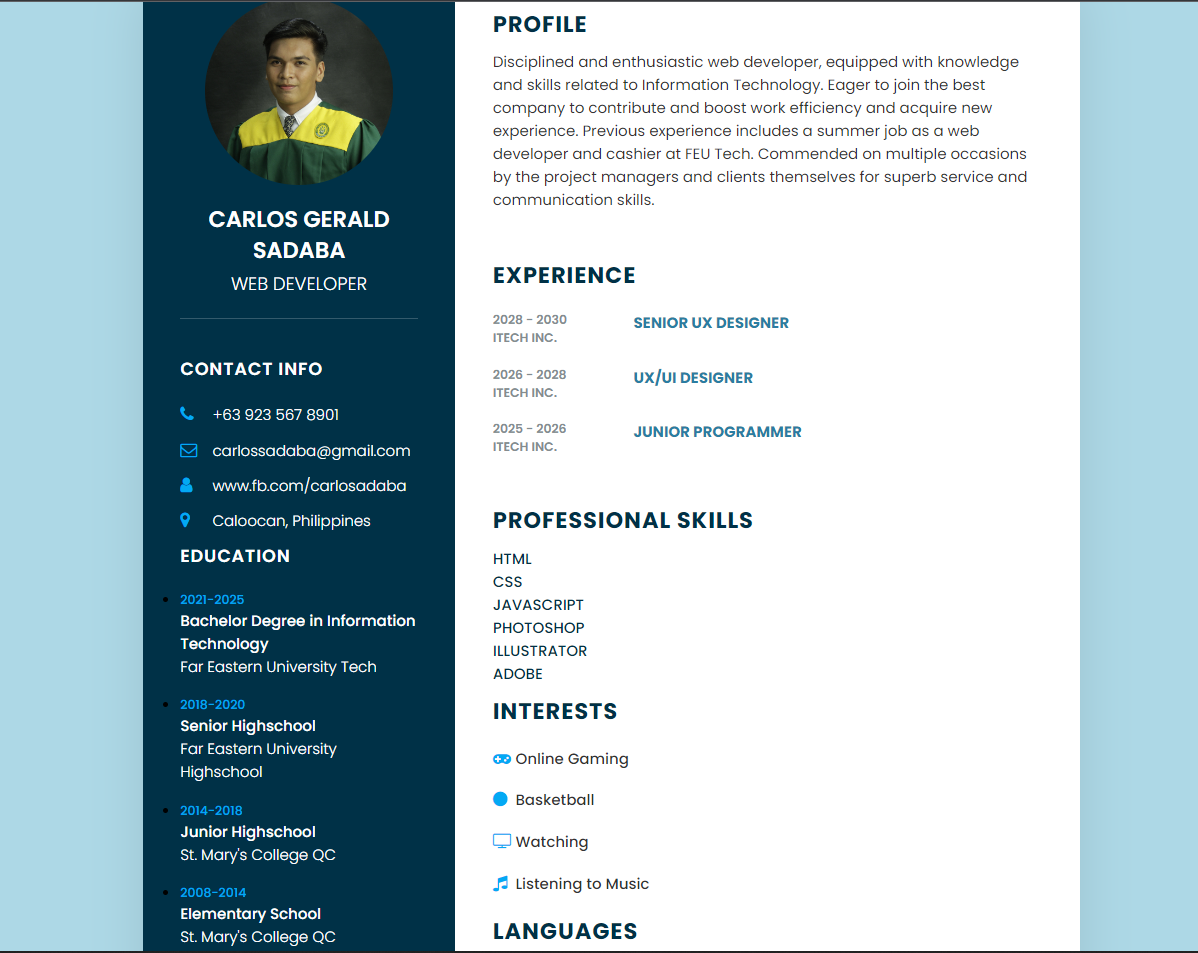 CARLOS GERALD
SADABA
WEB DEVELOPER
CONTACT INFO
+63 923 567 8901
carlossadaba@gmail.com
www.fb.com/carlosadaba
Caloocan, Philippines
EDUCATION
2021-2025
Bachelor Degree in Information
Technology
Far Eastern University Tech
2018-2020
Senior Highschool
Far Eastern University
Highschool
2014-2018
Junior Highschool
St. Mary's College QC
2008-2014
Elementary School
St. Mary's College QC
PROFILE
Disciplined and enthusiastic web developer, equipped with knowledge
and skills related to Information Technology. Eager to join the best
company to contribute and boost work efficiency and acquire new
experience. Previous experience includes a summer job as a web
developer and cashier at FEU Tech. Commended on multiple occasions
by the project managers and clients themselves for superb service and
communication skills.
EXPERIENCE
2028 - 2030
ITECH INC.
SENIOR UX DESIGNER
2026 - 2028
ITECH INC.
UX/UI DESIGNER
2025 - 2026
ITECH INC.
JUNIOR PROGRAMMER
PROFESSIONAL SKILLS
HTML
CSS
JAVASCRIPT
PHOTOSHOP
ILLUSTRATOR
ADOBE
INTERESTS
Online Gaming
Basketball
Watching
Listening to Music
LANGUAGES